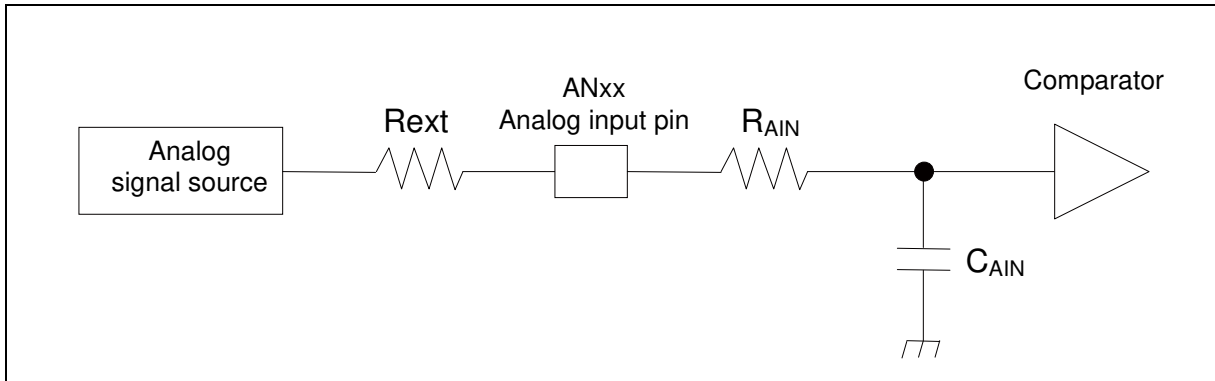 Analog
signal source
Rext
ANxx
Analog input pin
RAIN
Comparator
CAIN